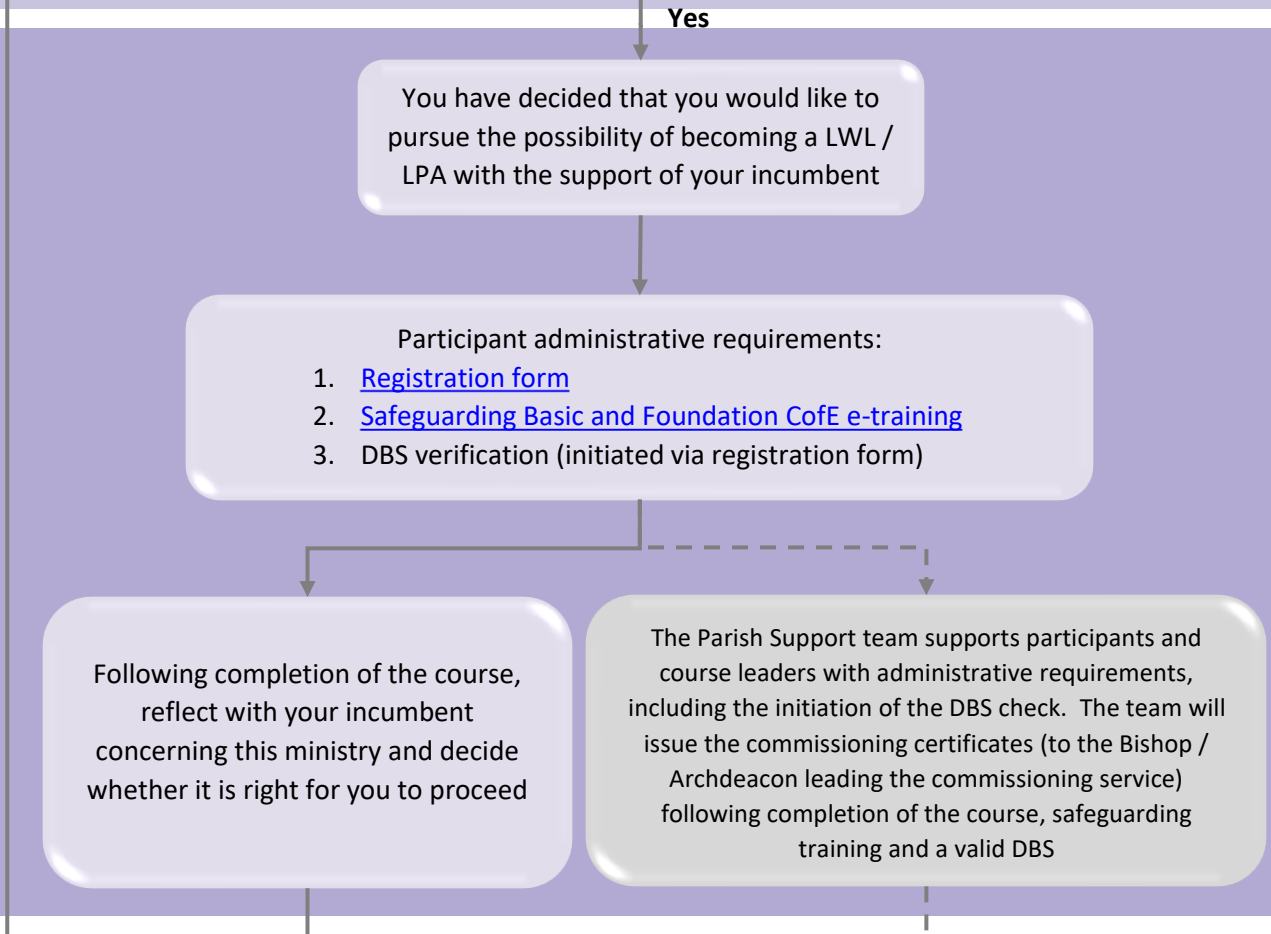 Yes
You have decided that you would like to
pursue the possibility of becoming a LWL /
LPA with the support of your incumbent
Participant administrative requirements:
1. Registration form
2. Safeguarding Basic and Foundation CofE e-training
3. DBS verification (initiated via registration form)
Following completion of the course,
reflect with your incumbent
concerning this ministry and decide
whether it is right for you to proceed
The Parish Support team supports participants and
course leaders with administrative requirements,
including the initiation of the DBS check.  The team will
issue the commissioning certificates (to the Bishop /
Archdeacon leading the commissioning service)
following completion of the course, safeguarding
training and a valid DBS